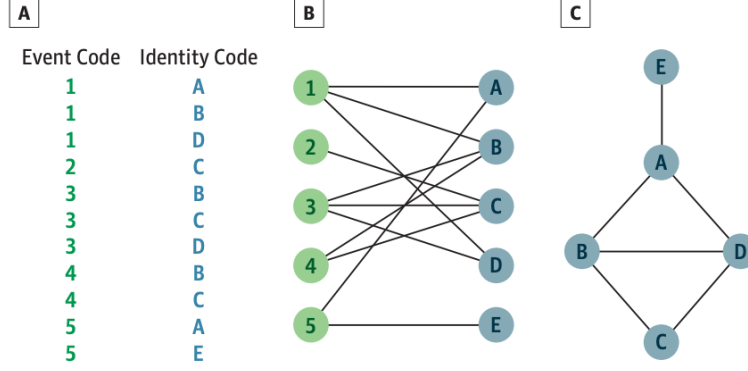 A
Event Code Identity Code
1 A
1 B
1 D
2 C
3 B
3 C
3 D
4 B
4 C
5 A
5 E
B
1 A
2 B
3 C
4 D
5 E
C
E
A
B D
C